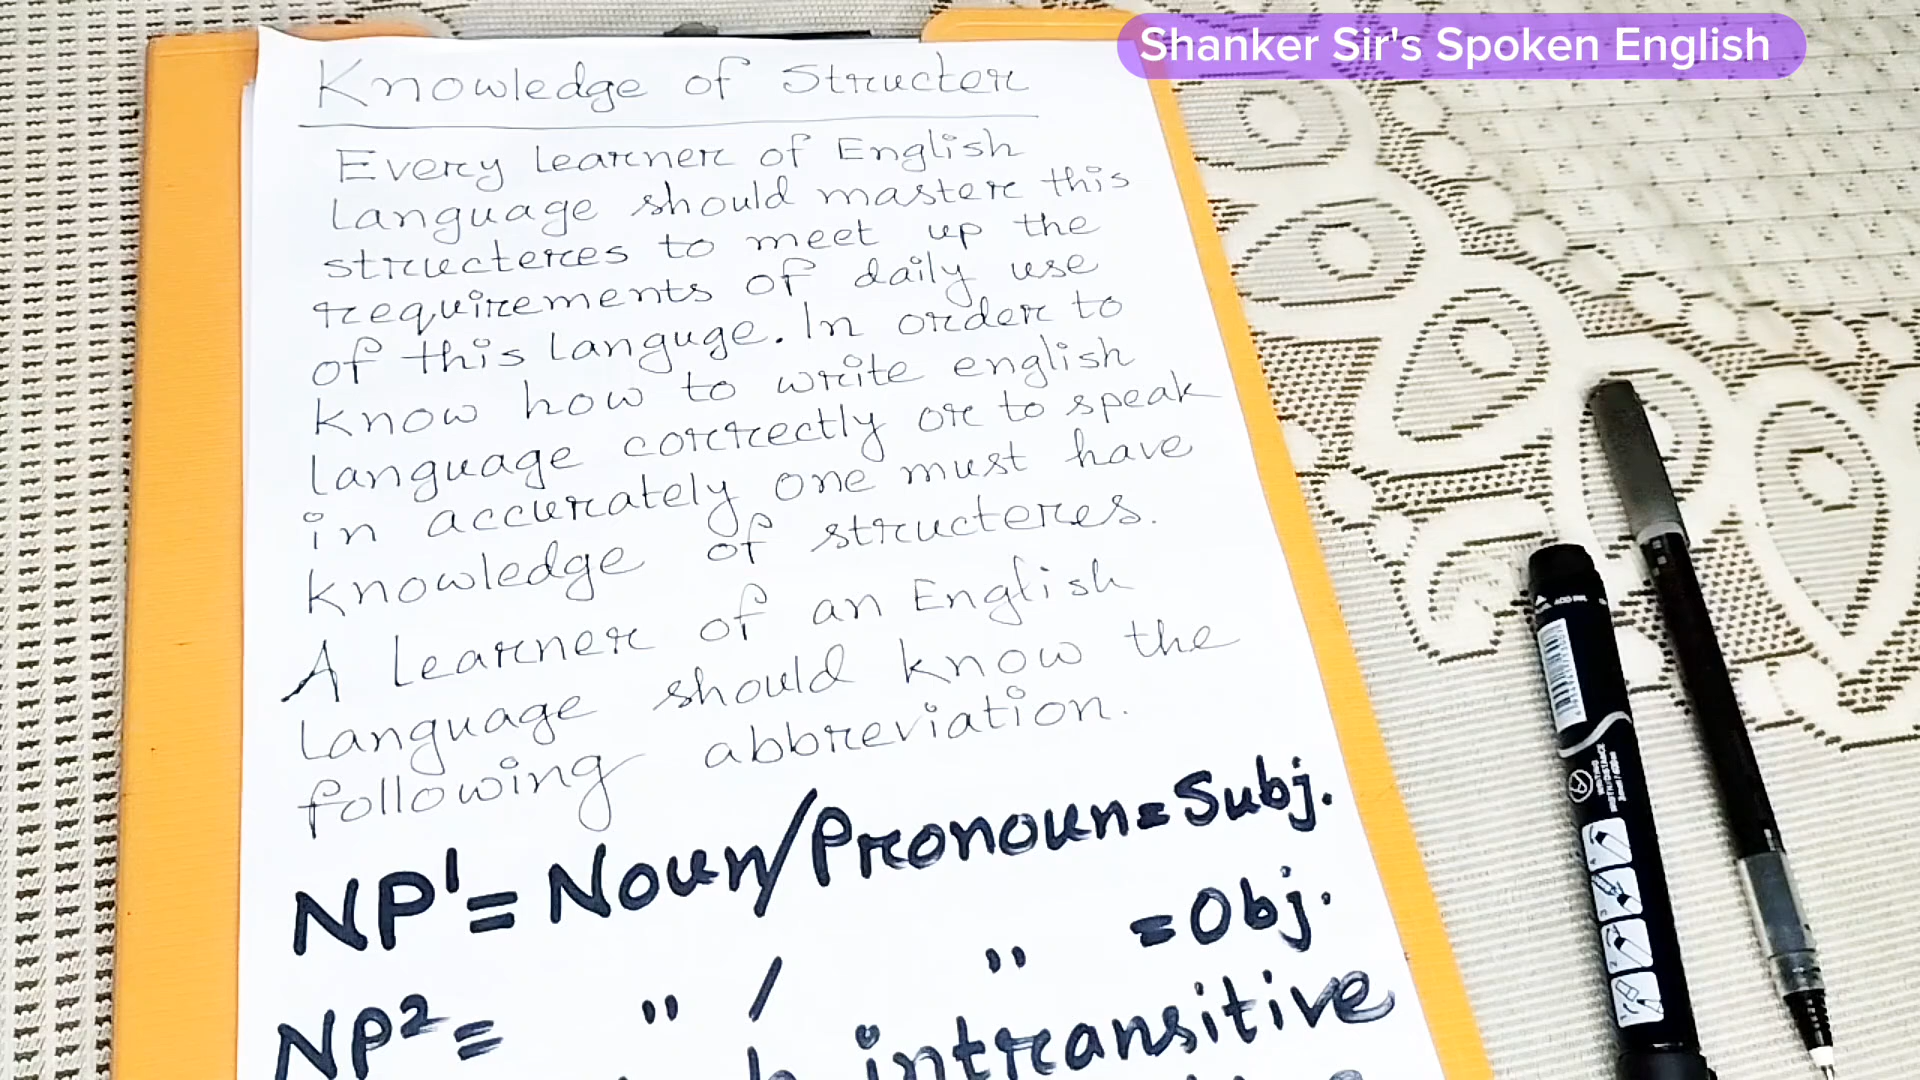 Shanker Sir's Spoken English
Knowledge of Structer
Every Learner of English
Language should master this
structeres to meet up the
requirements of daily use
of this Languge. In order to
know how to write english
Language correctly or to speak
in accurately one must have
knowledge of structeres.
A Learner of an English
Language should know the
following abbreviation.
NP¹ = Noun/Pronoun = Subj.
NP² = " / " = Obj.
intransitive